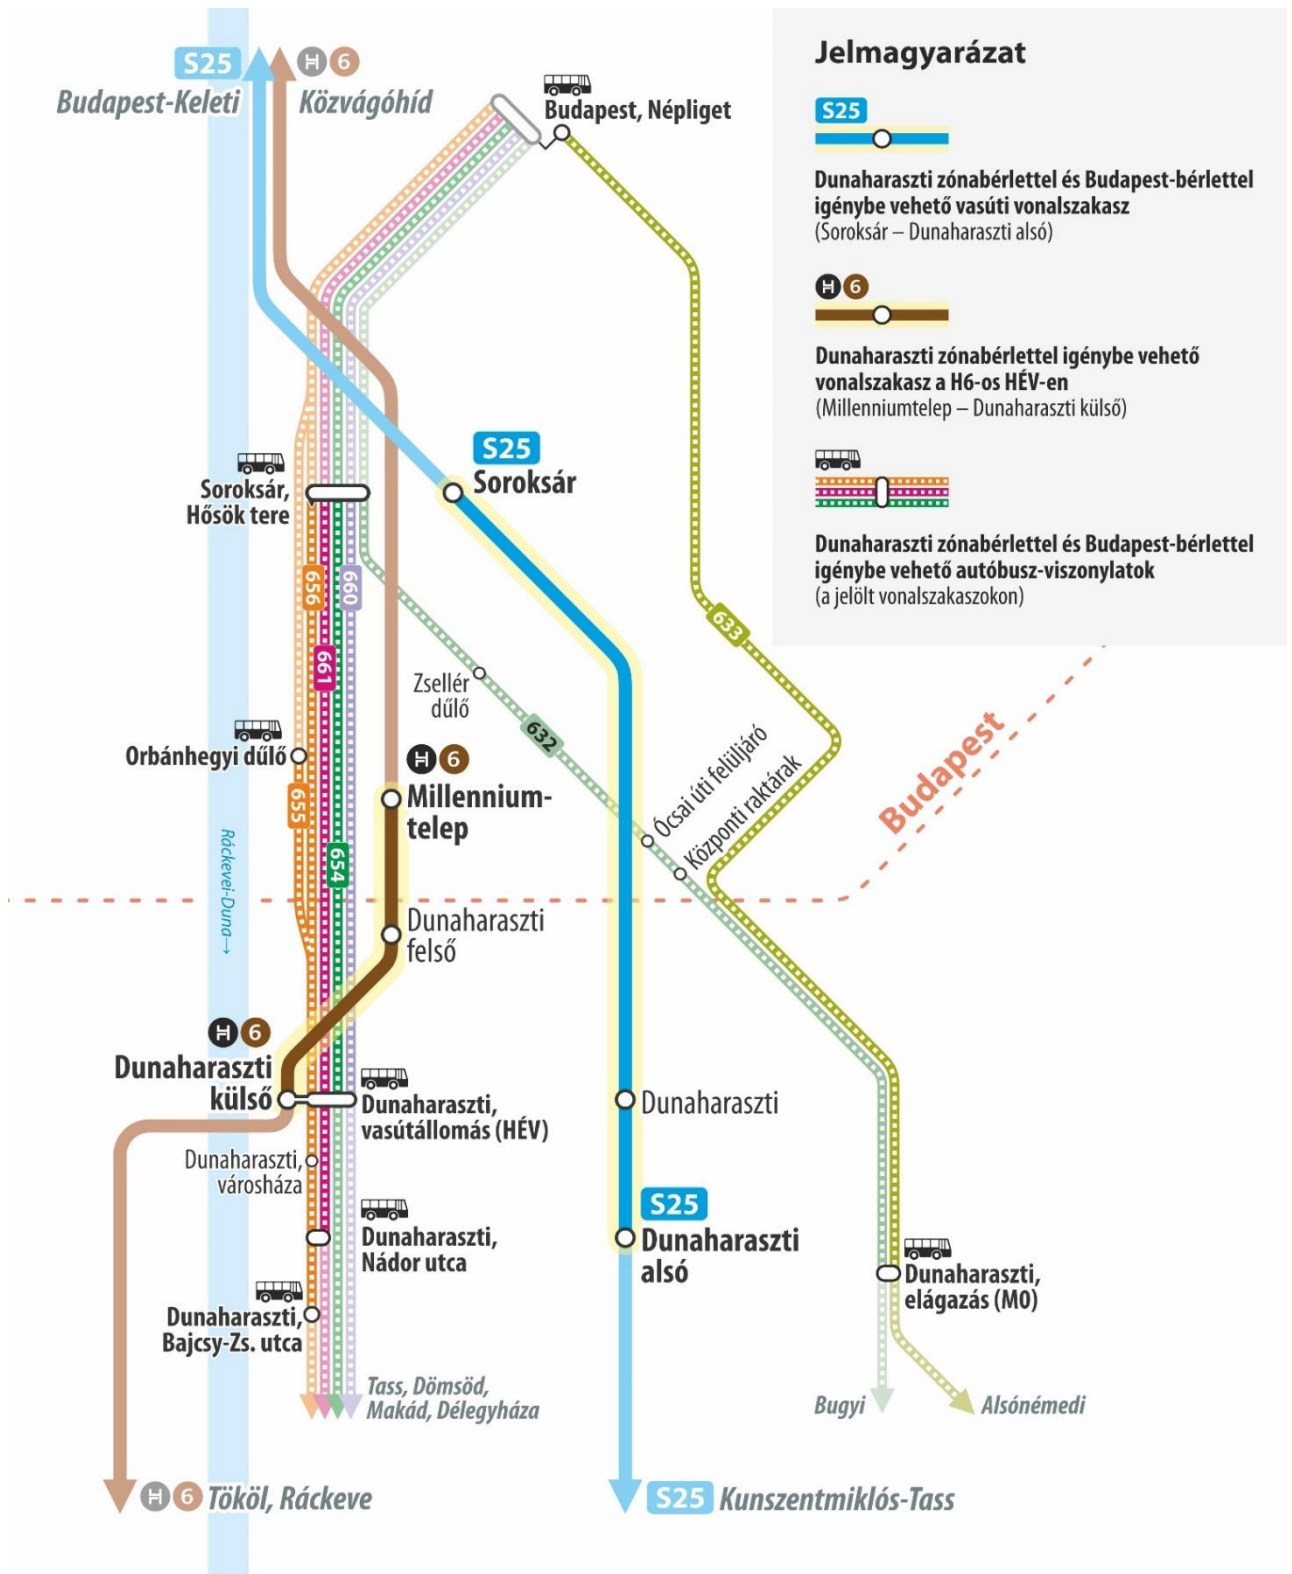 S25
Budapest-Keleti
H 6
Közvágóhíd
Budapest, Népliget
Jelmagyarázat
S25
Dunaharaszti zónabérlettel és Budapest-bérlettel
igénybe vehető vasúti vonalszakasz
(Soroksár – Dunaharaszti alsó)
H 6
Dunaharaszti zónabérlettel igénybe vehető
vonalszakasz a H6-os HÉV-en
(Millenniumtelep – Dunaharaszti külső)
Dunaharaszti zónabérlettel és Budapest-bérlettel
igénybe vehető autóbusz-viszonylatok
(a jelölt vonalszakaszokon)
S25
Soroksár
Soroksár,
Hősök tere
656
660
661
633
Zsellér
dűlő
632
Orbánhegyi dűlő
655
654
H 6
Millennium-
telep
Ócsai úti felüljáró
Központi raktárak
Budapest
Ráckevei-Duna→
Dunaharaszti
felső
H 6
Dunaharaszti
külső
Dunaharaszti,
vasútállomás (HÉV)
Dunaharaszti
Dunaharaszti,
városháza
Dunaharaszti,
Nádor utca
S25
Dunaharaszti
alsó
Dunaharaszti,
elágazás (M0)
Dunaharaszti,
Bajcsy-Zs. utca
Tass, Dömsöd,
Makád, Délegyháza
Bugyi
Alsónémedi
H 6 Tököl, Ráckeve
S25 Kunszentmiklós-Tass